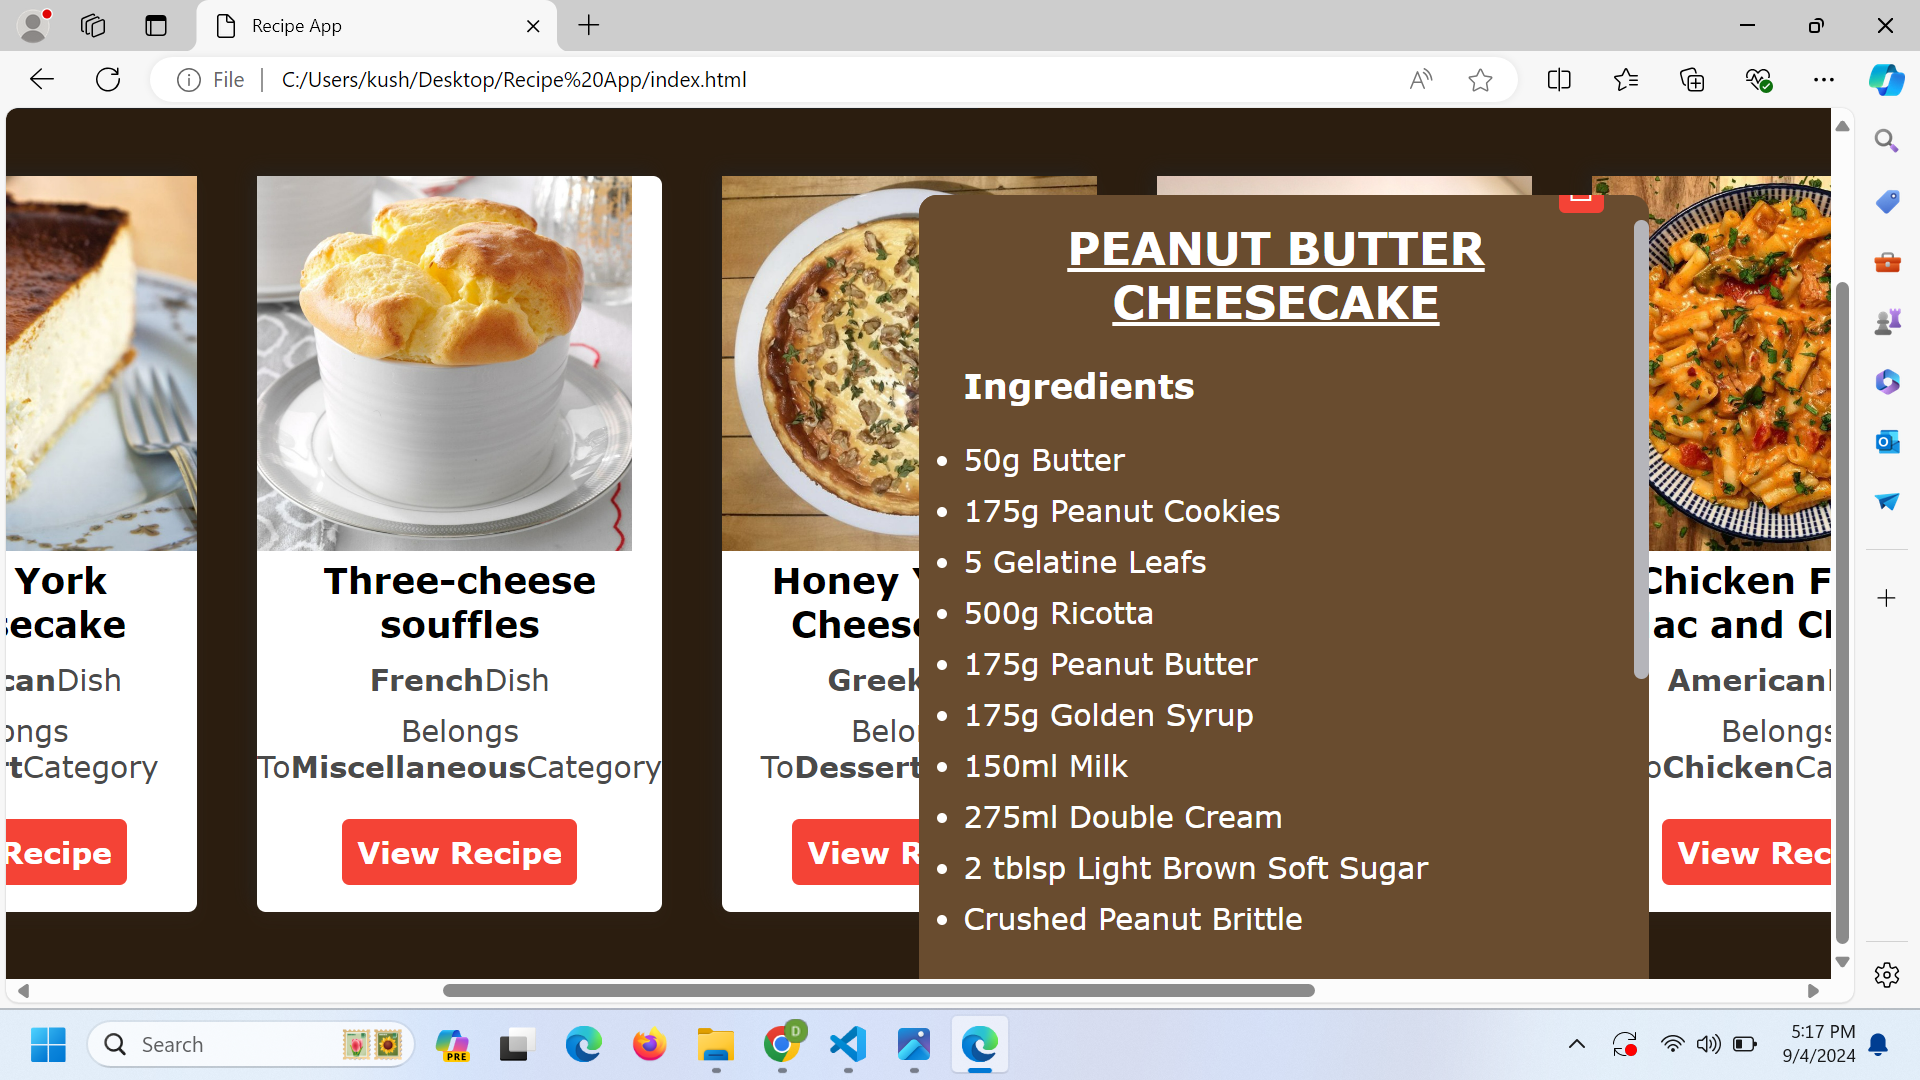 Recipe App
File
C:/Users/kush/Desktop/Recipe%20App/index.html
York
secake
canDish
ongs
tCategory
Recipe
Three-cheese
souffles
FrenchDish
Belongs
ToMiscellaneousCategory
View Recipe
Honey
Cheese
Greek
Belo
ToDessert
View R
PEANUT BUTTER
CHEESECAKE
Ingredients
50g Butter
175g Peanut Cookies
5 Gelatine Leafs
500g Ricotta
175g Peanut Butter
175g Golden Syrup
150ml Milk
275ml Double Cream
2 tblsp Light Brown Soft Sugar
Crushed Peanut Brittle
Chicken F
ac and Ch
American
Belongs
oChickenCa
View Rec
Search
PRE
D
5:17 PM
9/4/2024